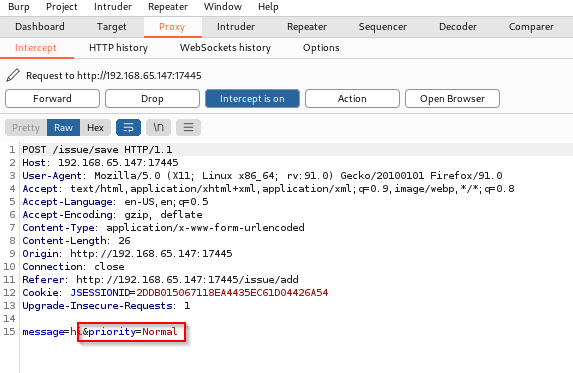 Burp Project Intruder Repeater Window Help
Dashboard Target Proxy Intruder Repeater Sequencer Decoder Comparer
Intercept HTTP history WebSockets history Options
Request to http://192.168.65.147:17445
Forward Drop Intercept is on Action Open Browser
Pretty Raw Hex \n
1 POST /issue/save HTTP/1.1
2 Host: 192.168.65.147:17445
3 User-Agent: Mozilla/5.0 (X11; Linux x86_64; rv:91.0) Gecko/20100101 Firefox/91.0
4 Accept: text/html,application/xhtml+xml,application/xml;q=0.9,image/webp,*/*;q=0.8
5 Accept-Language: en-US,en;q=0.5
6 Accept-Encoding: gzip, deflate
7 Content-Type: application/x-www-form-urlencoded
8 Content-Length: 26
9 Origin: http://192.168.65.147:17445
10 Connection: close
11 Referer: http://192.168.65.147:17445/issue/add
12 Cookie: JSESSIONID=2DDB015067118EA4435EC61D04426A54
13 Upgrade-Insecure-Requests: 1
14
15 message=hi&priority=Normal